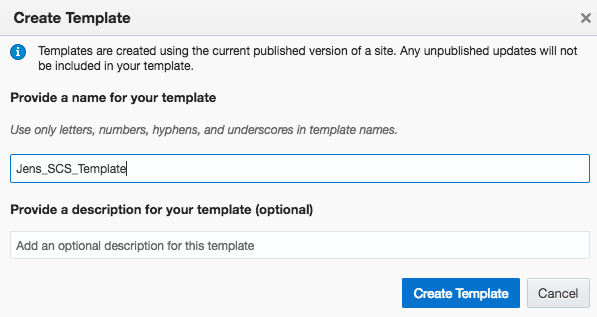 Create Template
Templates are created using the current published version of a site. Any unpublished updates will not
be included in your template.
Provide a name for your template
Use only letters, numbers, hyphens, and underscores in template names.
Jens_SCS_Template
Provide a description for your template (optional)
Add an optional description for this template
Create Template
Cancel